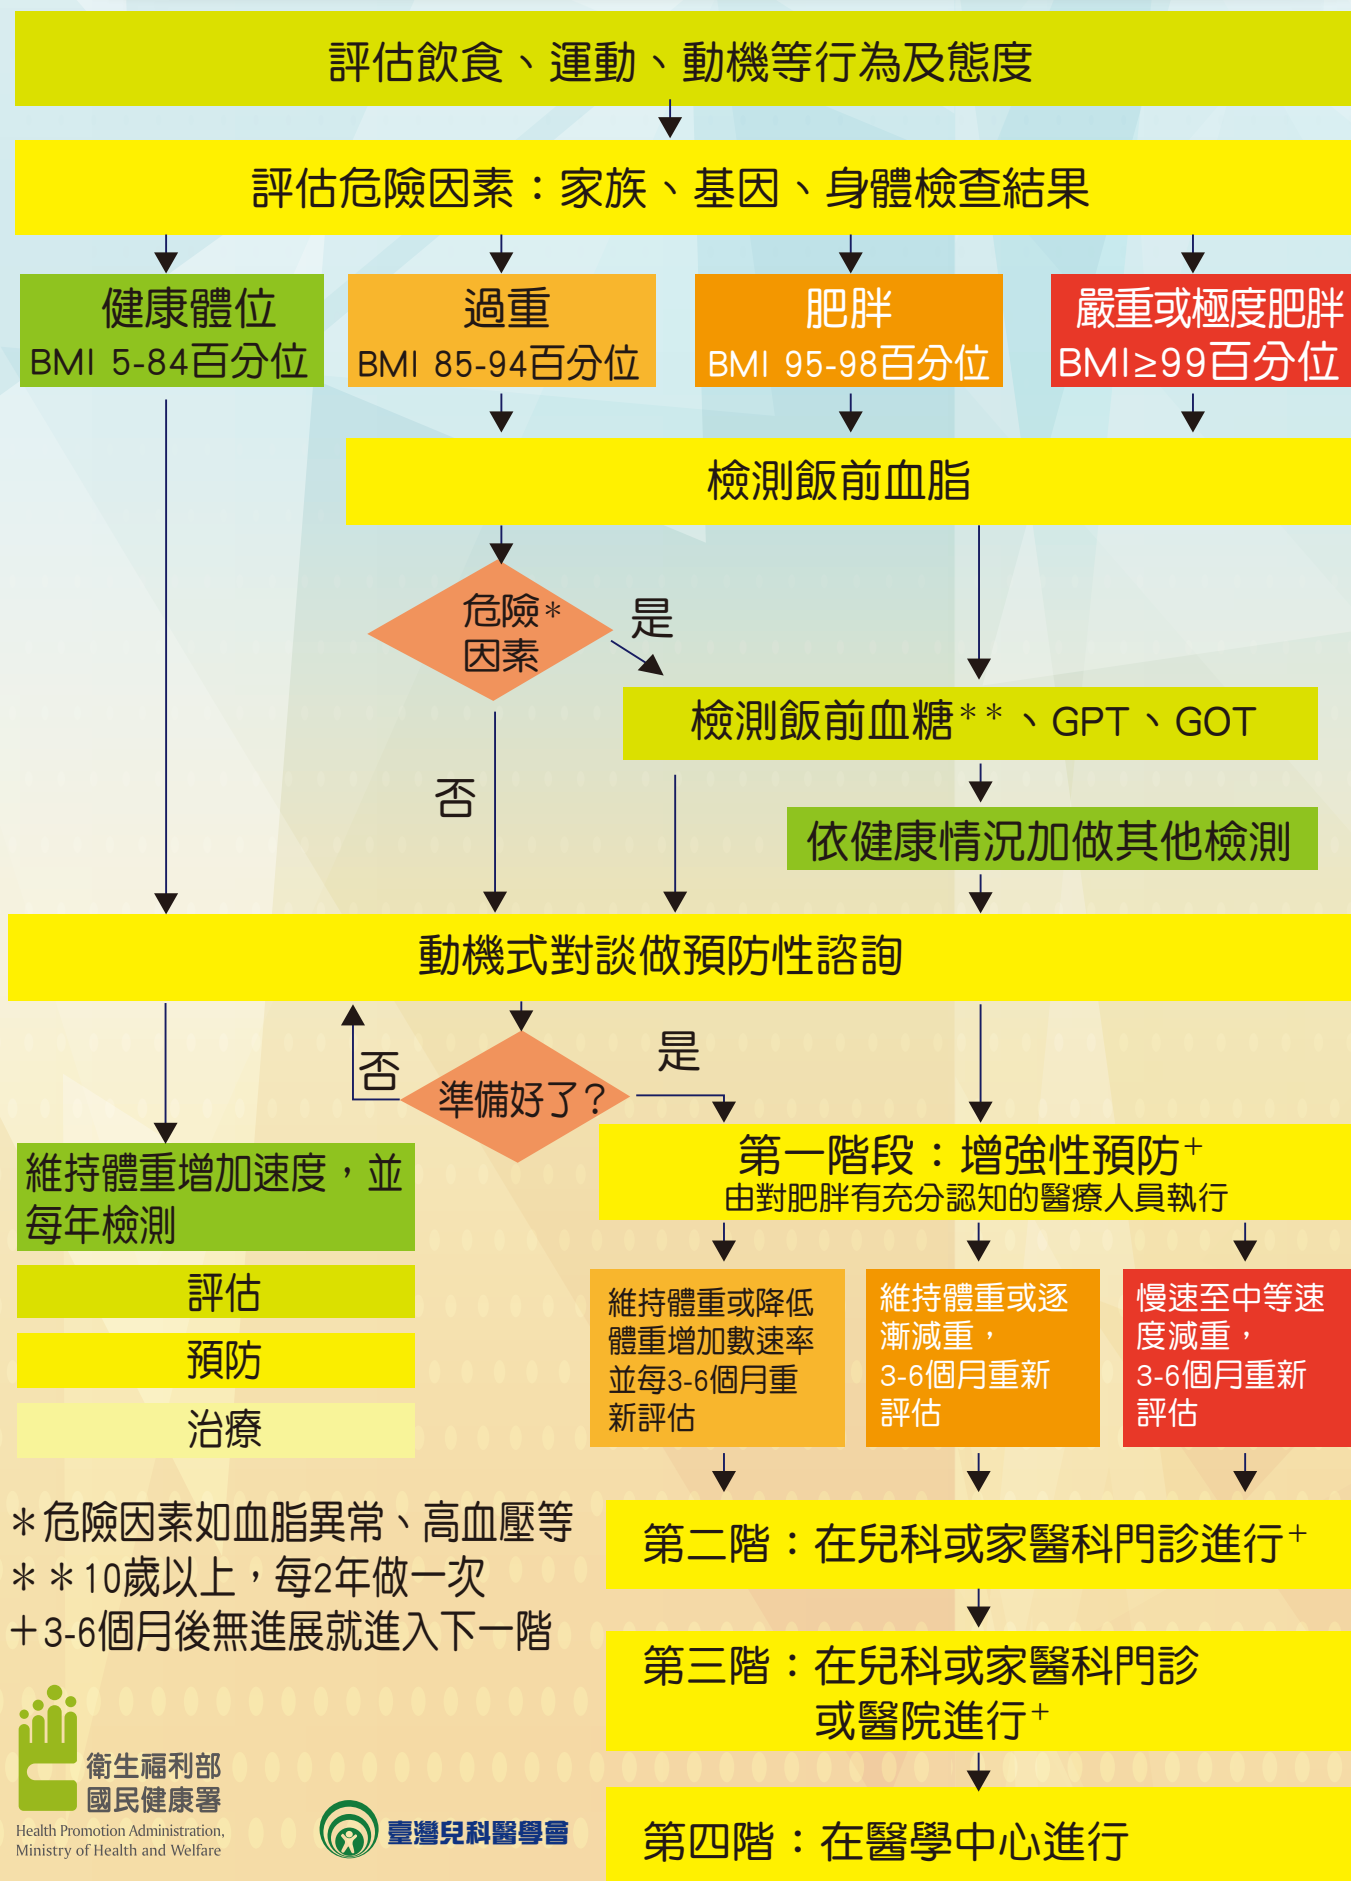 評估飲食、運動、動機等行為及態度
評估危險因素：家族、基因、身體檢查結果
健康體位
BMI 5-84百分位
過重
BMI 85-94百分位
肥胖
BMI 95-98百分位
嚴重或極度肥胖
BMI≥99百分位
檢測飯前血脂
危險＊
因素
是
檢測飯前血糖＊＊、GPT、GOT
否
依健康情況加做其他檢測
動機式對談做預防性諮詢
否
準備好了？
是
第一階段：增強性預防＋
由對肥胖有充分認知的醫療人員執行
維持體重增加速度，並
每年檢測
評估
預防
治療
維持體重或降低
體重增加數速率
並每3-6個月重
新評估
維持體重或逐
漸減重，
3-6個月重新
評估
慢速至中等速
度減重，
3-6個月重新
評估
＊危險因素如血脂異常、高血壓等
＊＊10歲以上，每2年做一次
＋3-6個月後無進展就進入下一階
第二階：在兒科或家醫科門診進行＋
第三階：在兒科或家醫科門診
或醫院進行＋
第四階：在醫學中心進行
衛生福利部
國民健康署
Health Promotion Administration,
Ministry of Health and Welfare
臺灣兒科醫學會